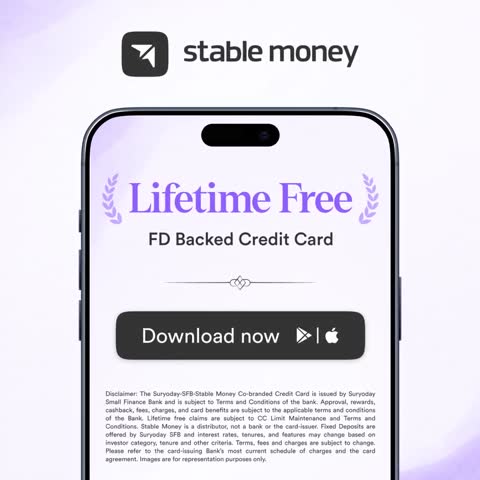 stable money
Lifetime Free
FD Backed Credit Card
Download now
Disclaimer: The Suryoday-SFB-Stable Money Co-branded Credit Card is issued by Suryoday
Small Finance Bank and is subject to Terms and Conditions of the bank. Approval, rewards,
cashback, fees, charges, and card benefits are subject to the applicable terms and conditions
of the Bank. Lifetime free claims are subject to CC Limit Maintenance and Terms and
Conditions. Stable Money is a distributor, not a bank or the card-issuer. Fixed Deposits are
offered by Suryoday SFB and interest rates, tenures, and features may change based on
investor category, tenure and other criteria. Terms, fees and charges are subject to change.
Please refer to the card-issuing Bank's most current schedule of charges and the card
agreement. Images are for representation purposes only.